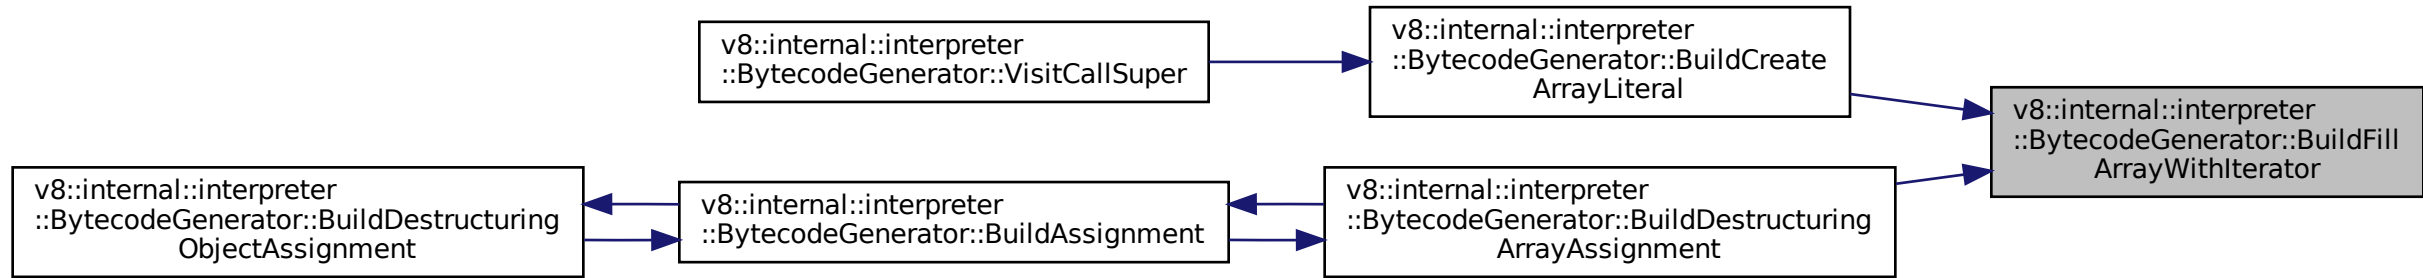 v8::internal::interpreter
::BytecodeGenerator::VisitCallSuper
v8::internal::interpreter
::BytecodeGenerator::BuildCreate
ArrayLiteral
v8::internal::interpreter
::BytecodeGenerator::BuildFill
ArrayWithIterator
v8::internal::interpreter
::BytecodeGenerator::BuildDestructuring
ObjectAssignment
v8::internal::interpreter
::BytecodeGenerator::BuildAssignment
v8::internal::interpreter
::BytecodeGenerator::BuildDestructuring
ArrayAssignment